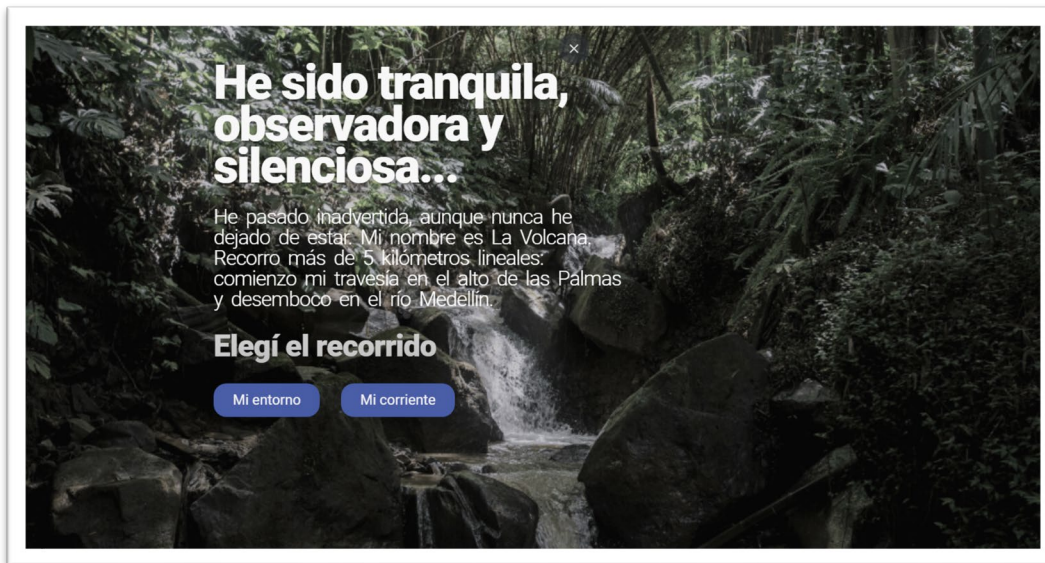 He sido tranquila,
observadora y
silenciosa...
He pasado inadvertida, aunque nunca he
dejado de estar. Mi nombre es La Volcana.
Recorro más de 5 kilómetros lineales:
comienzo mi travesía en el alto de las Palmas
y desemboco en el río Medellín.
Elegí el recorrido
Mi entorno
Mi corriente